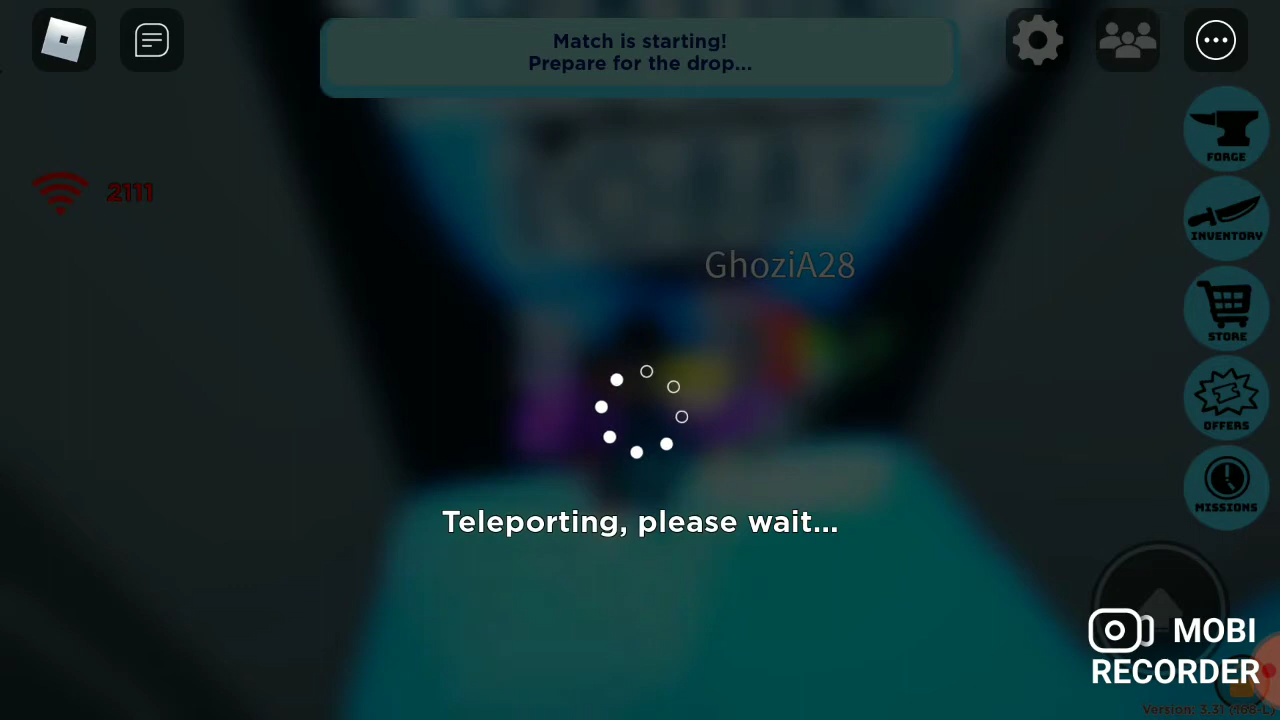 Match is starting!
Prepare for the drop...
2111
GhoziA28
FORGE
INVENTORY
STORE
OFFERS
MISSIONS
Teleporting, please wait...
MOBI
RECORDER